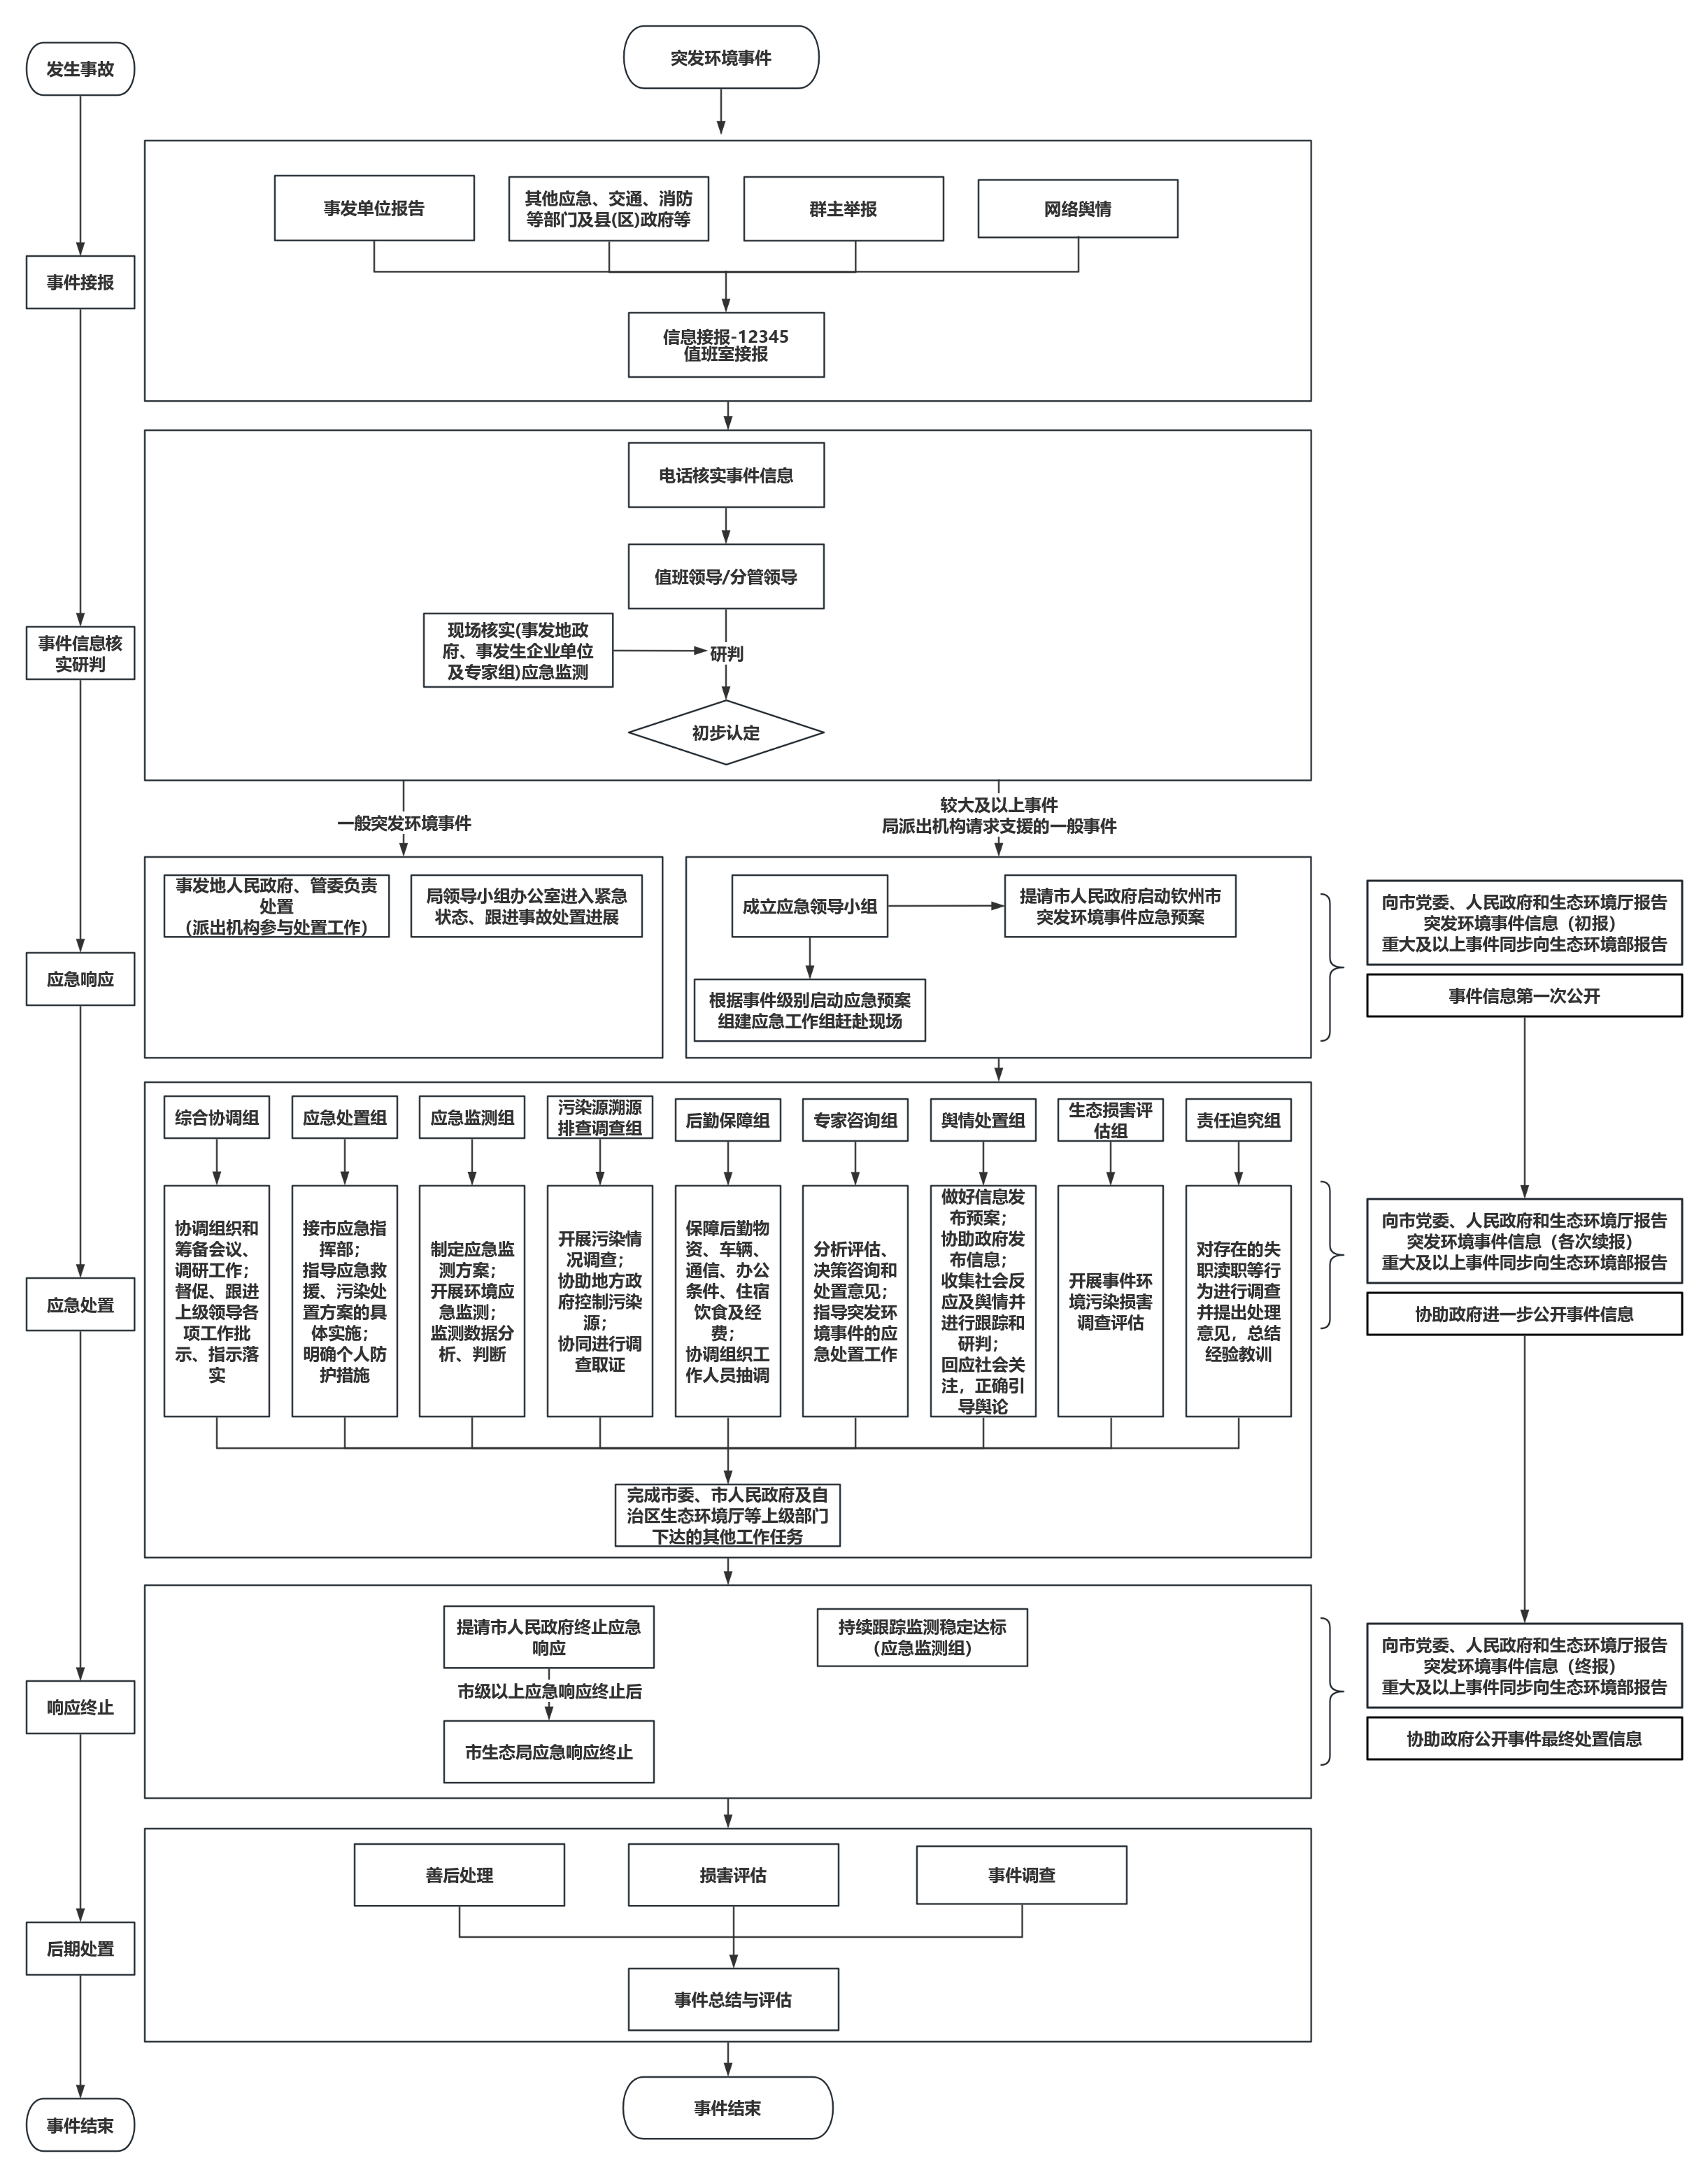 发生事故
突发环境事件
事发单位报告
其他应急、交通、消防
等部门及县(区)政府等
群主举报
网络舆情
事件接报
信息接报-12345
值班室接报
电话核实事件信息
值班领导/分管领导
事件信息核
实研判
现场核实(事发地政
府、事发生企业单位
及专家组)应急监测
研判
初步认定
一般突发环境事件
较大及以上事件
局派出机构请求支援的一般事件
应急响应
事发地人民政府、管委负责
处置
（派出机构参与处置工作）
局领导小组办公室进入紧急
状态、跟进事故处置进展
成立应急领导小组
提请市人民政府启动钦州市
突发环境事件应急预案
根据事件级别启动应急预案
组建应急工作组赶赴现场
向市党委、人民政府和生态环境厅报告
突发环境事件信息（初报）
重大及以上事件同步向生态环境部报告
事件信息第一次公开
应急处置
综合协调组
应急处置组
应急监测组
污染源溯源
排查调查组
后勤保障组
专家咨询组
舆情处置组
生态损害评
估组
责任追究组
协调组织和
筹备会议、
调研工作；
督促、跟进
上级领导各
项工作批
示、指示落
实
接市应急指
挥部；
指导应急救
援、污染处
置方案的具
体实施；
明确个人防
护措施
制定应急监
测方案；
开展环境应
急监测；
监测数据分
析、判断
开展污染情
况调查；
协助地方政
府控制污染
源；
协同进行调
查取证
保障后勤物
资、车辆、
通信、办公
条件、住宿
饮食及经
费；
协调组织工
作人员抽调
分析评估、
决策咨询和
处置意见；
指导突发环
境事件的应
急处置工作
做好信息发
布预案；
协助政府发
布信息；
收集社会反
应及舆情并
进行跟踪和
研判；
回应社会关
注，正确引
导舆论
开展事件环
境污染损害
调查评估
对存在的失
职渎职等行
为进行调查
并提出处理
意见，总结
经验教训
完成市委、市人民政府及自
治区生态环境厅等上级部门
下达的其他工作任务
向市党委、人民政府和生态环境厅报告
突发环境事件信息（各次续报）
重大及以上事件同步向生态环境部报告
协助政府进一步公开事件信息
响应终止
提请市人民政府终止应急
响应
市级以上应急响应终止后
市生态局应急响应终止
持续跟踪监测稳定达标
（应急监测组）
向市党委、人民政府和生态环境厅报告
突发环境事件信息（终报）
重大及以上事件同步向生态环境部报告
协助政府公开事件最终处置信息
后期处置
善后处理
损害评估
事件调查
事件总结与评估
事件结束
事件结束